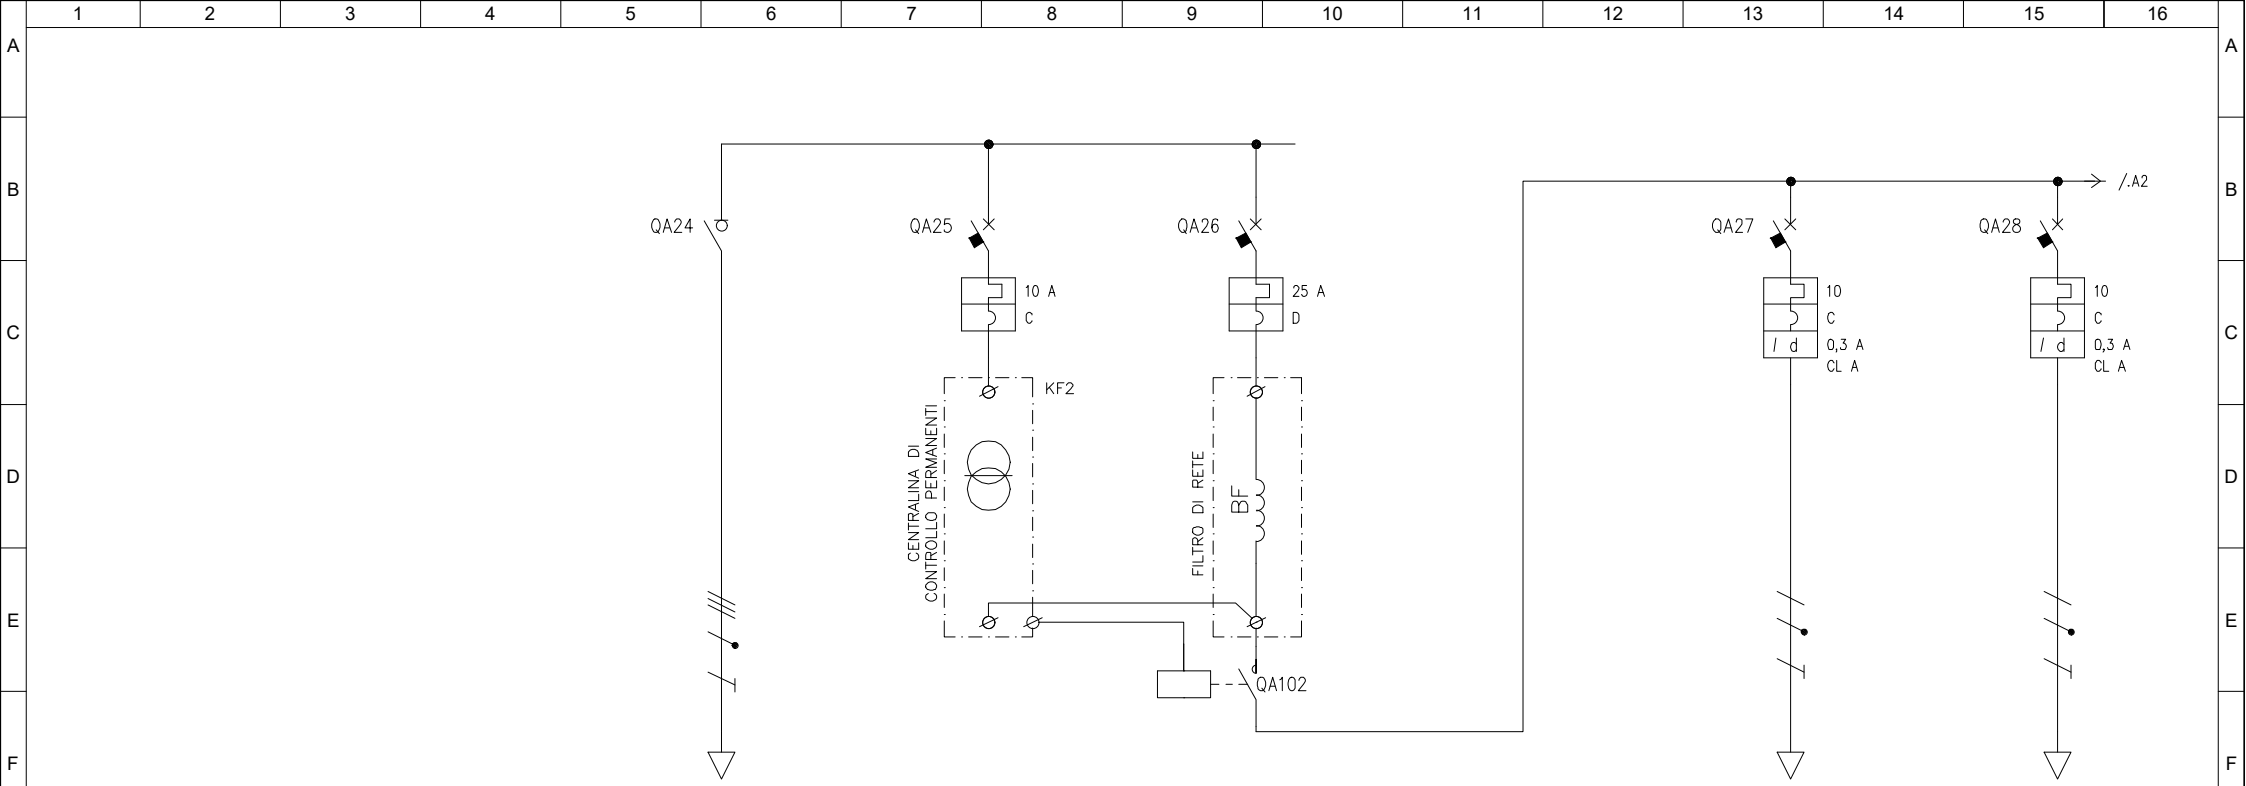 1 2 3 4 5 6 7 8 9 10 11 12 13 14 15 16
A A
B B
/.A2
QA24 QA25 QA26 QA27 QA28
10 A 25 A 10 10
C D C C
C C
I d 0,3 A I d 0,3 A
CL A CL A
KF2
CENTRALINA DI
CONTROLLO PERMANENTI
FILTRO DI RETE
BF
D D
E E
QA102
F F